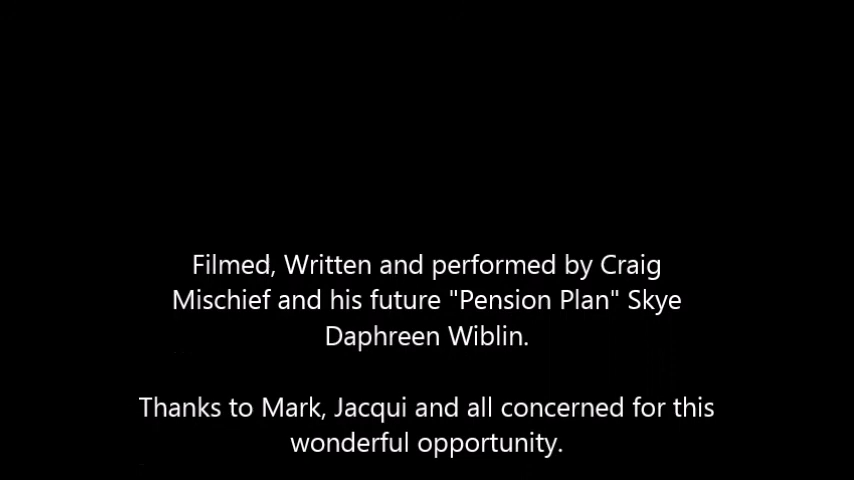 Filmed, Written and performed by Craig
Mischief and his future "Pension Plan" Skye
Daphreen Wiblin.
Thanks to Mark, Jacqui and all concerned for this
wonderful opportunity.